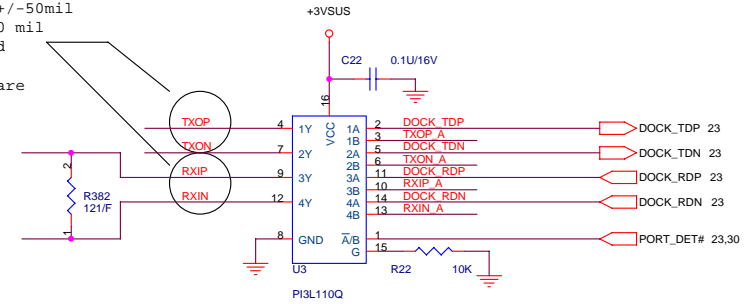 +/-50mil
0 mil
d
are
+3VSUS
C22 0.1U/16V
16
VCC
TXOP 4 1Y 1A 2 DOCK_TDP DOCK_TDP 23
1B 3 TXOP_A
TXON 7 2Y 2A 5 DOCK_TDN DOCK_TDN 23
2B 6 TXON_A
RXIP 9 3Y 3A 11 DOCK_RDP DOCK_RDP 23
3B 10 RXIP_A
RXIN 12 4Y 4A 14 DOCK_RDN DOCK_RDN 23
4B 13 RXIN_A
2
R382
121/F
1
8 GND A/B 1 PORT_DET# 23,30
G 15
U3 R22 10K
PI3L110Q